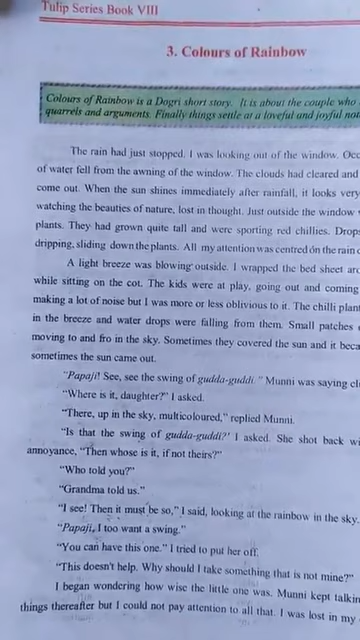 Tulip Series Book VIII
3. Colours of Rainbow
Colours of Rainbow is a Dogri short story. It is about the couple who
quarrels and arguments. Finally things settle at a loveful and joyful
The rain had just stopped. I was looking out of the window.
of water fell from the awning of the window. The clouds had cleared and
come out. When the sun shines immediately after rainfall, it looks very
watching the beauties of nature, lost in thought. Just outside the window
plants. They had grown quite tall and were sporting red chillies.
dripping, sliding down the plants. All my attention was centred on the rain
A light breeze was blowing outside. I wrapped the bed sheet
while sitting on the cot. The kids were at play, going out and coming
making a lot of noise but I was more or less oblivious to it. The chilli
in the breeze and water drops were falling from them. Small patches
moving to and fro in the sky. Sometimes they covered the sun and it
sometimes the sun came out.
"Papaji! See, see the swing of gudda-guddi." Munni was saying
"Where is it, daughter?" I asked.
"There, up in the sky, multicoloured," replied Munni.
"Is that the swing of gudda-guddi?' I asked. She shot back
annoyance, "Then whose is it, if not theirs?"
"Who told you?"
"Grandma told us."
"I see! Then it must be so," I said, looking at the rainbow in the sky.
"Papaji, I too want a swing."
"You can have this one." I tried to put her off.
"This doesn't help. Why should I take something that is not mine?"
I began wondering how wise the little one was. Munni kept
things thereafter but I could not pay attention to all that. I was lost in my